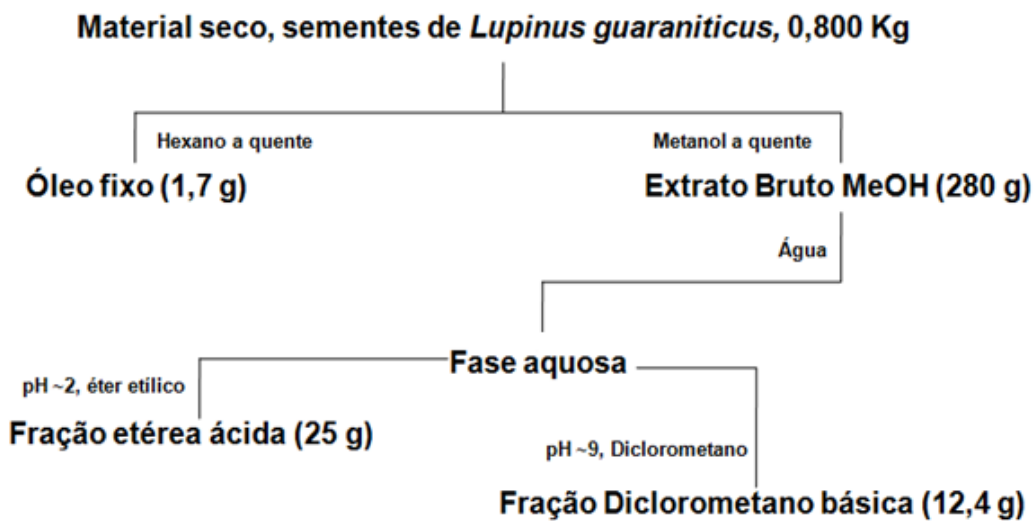 Material seco, sementes de Lupinus guaraniticus, 0,800 Kg
Hexano a quente
Metanol a quente
Óleo fixo (1,7 g)
Extrato Bruto MeOH (280 g)
Água
Fase aquosa
pH ~2, éter etílico
Fração etérea ácida (25 g)
pH ~9, Diclorometano
Fração Diclorometano básica (12,4 g)